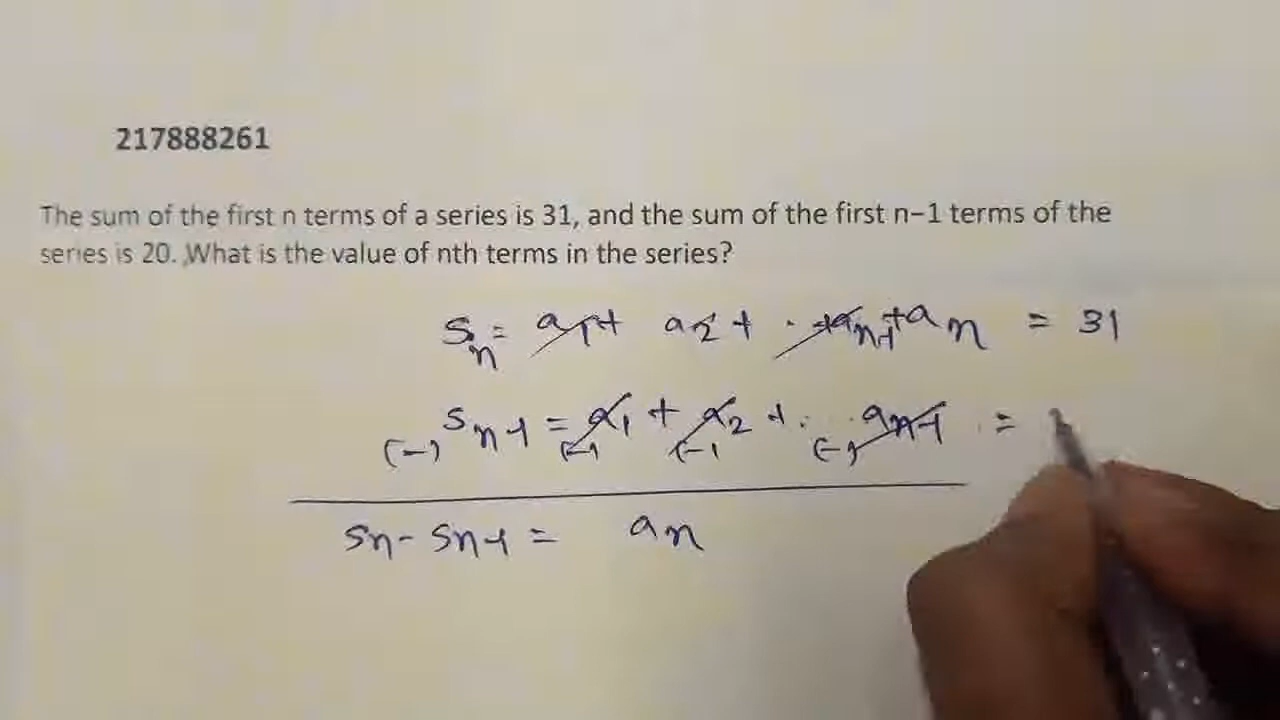 217888261
The sum of the first n terms of a series is 31, and the sum of the first n−1 terms of the
series is 20. What is the value of nth terms in the series?
Sn = a1 + a2 + . + an-1 + an = 31
(-) Sn-1 = a1 + a2 + .. an-1 =
(-) (-) (-)
Sn - Sn-1 = an